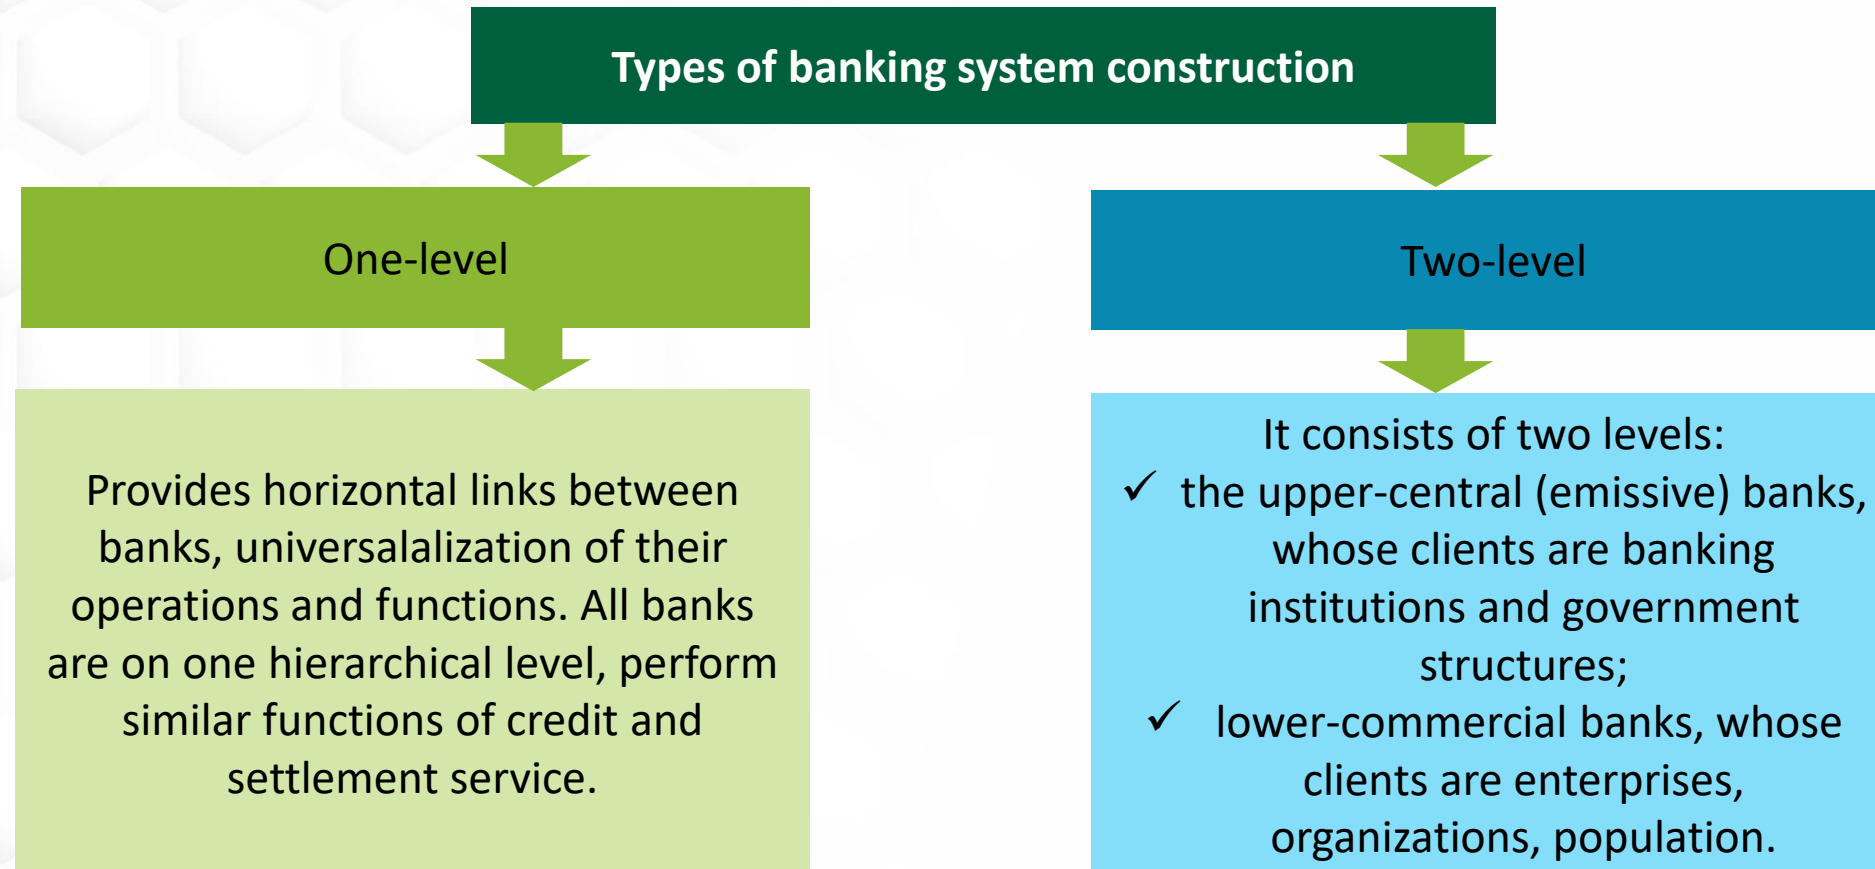 Types of banking system construction
One-level
Two-level
Provides horizontal links between
banks, universalalization of their
operations and functions. All banks
are on one hierarchical level, perform
similar functions of credit and
settlement service.
It consists of two levels:
✓ the upper-central (emissive) banks,
whose clients are banking
institutions and government
structures;
✓ lower-commercial banks, whose
clients are enterprises,
organizations, population.